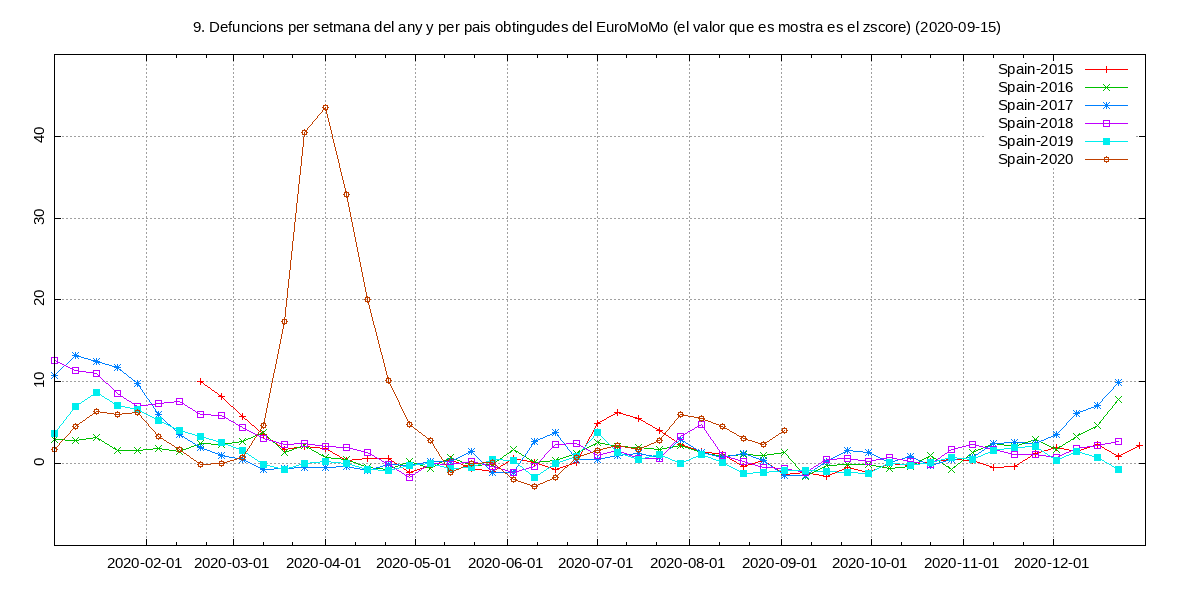 9. Defuncions per setmana del any y per pais obtingudes del EuroMoMo (el valor que es mostra es el zscore) (2020-09-15)
Spain-2015
Spain-2016
Spain-2017
Spain-2018
Spain-2019
Spain-2020
40
30
20
10
0
2020-02-01 2020-03-01 2020-04-01 2020-05-01 2020-06-01 2020-07-01 2020-08-01 2020-09-01 2020-10-01 2020-11-01 2020-12-01